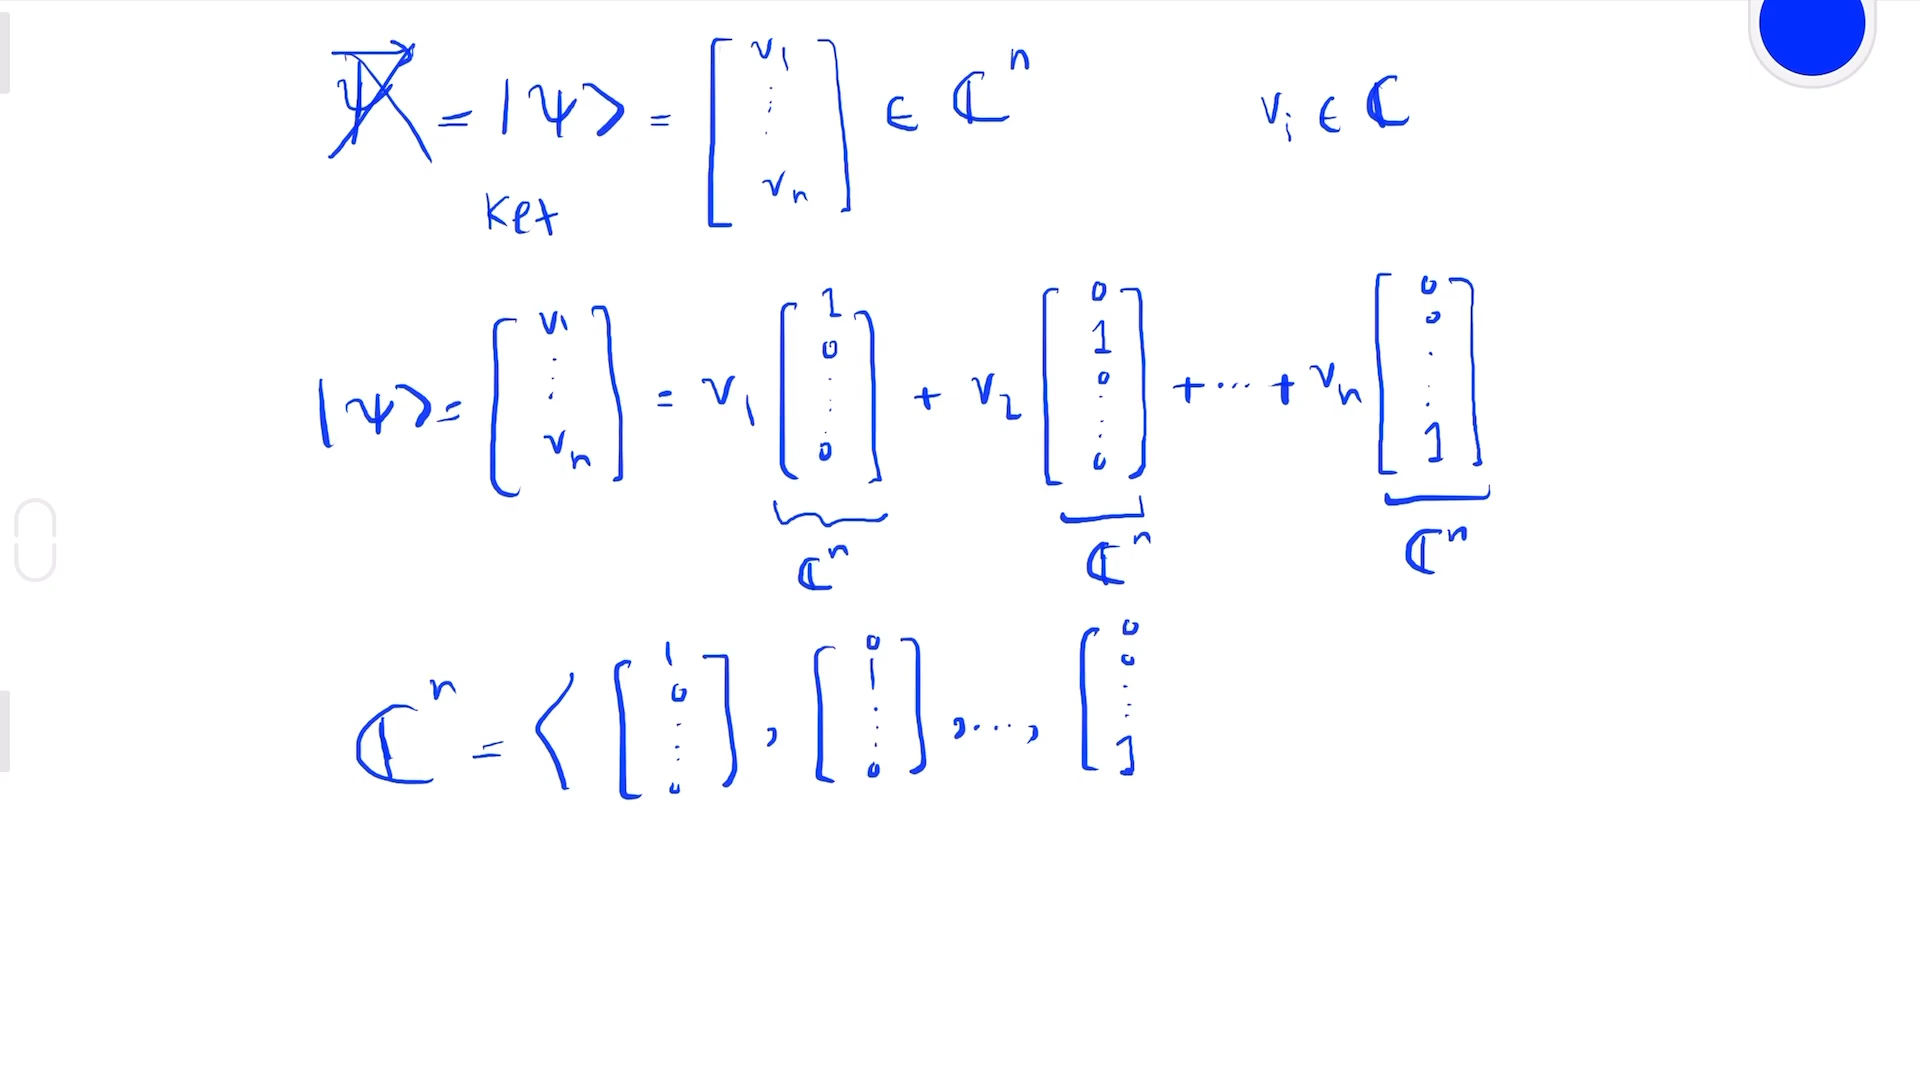 ψ⃗ = |ψ⟩ = [ v₁ ⋮ vₙ ] ∈ ℂⁿ vᵢ ∈ ℂ
Ket
|ψ⟩ = [ v₁ ⋮ vₙ ] = v₁ [ 1 0 ⋮ 0 ] + v₂ [ 0 1 0 ⋮ 0 ] + ⋯ + vₙ [ 0 0 ⋮ 1 ]
ℂⁿ ℂⁿ ℂⁿ
ℂⁿ = ⟨ [ 1 0 ⋮ 0 ] , [ 0 1 ⋮ 0 ] , ⋯ , [ 0 0 ⋮ 1